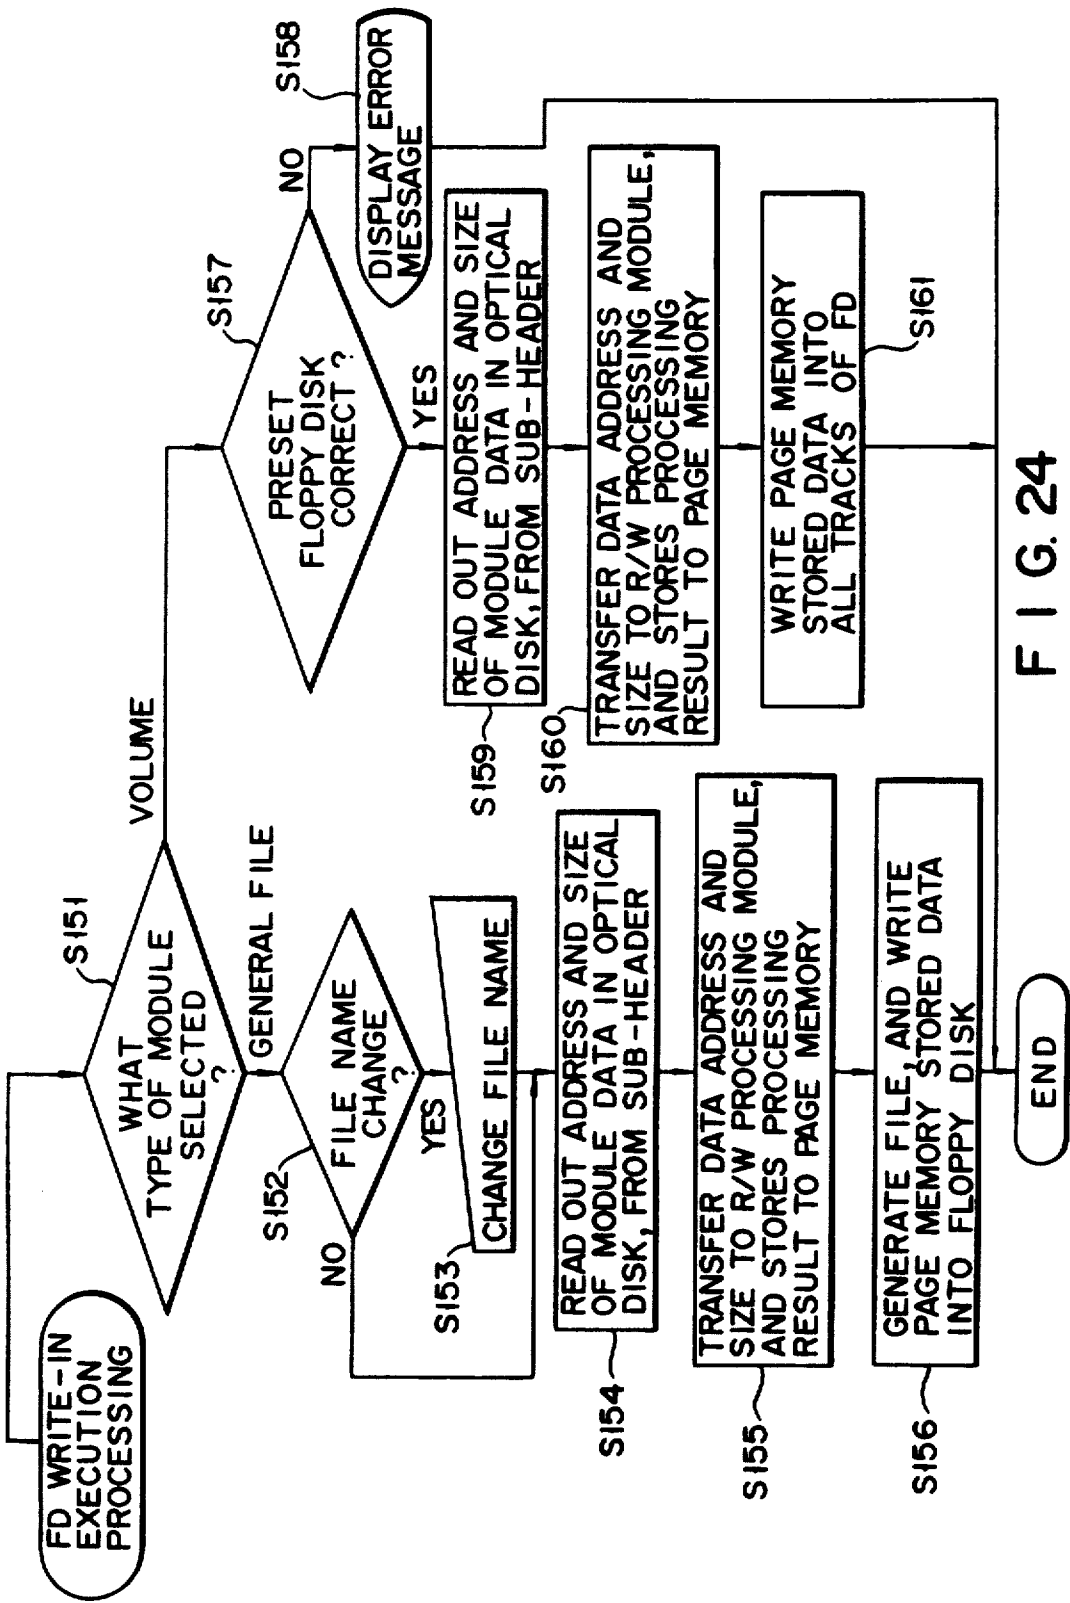 FD WRITE-IN
EXECUTION
PROCESSING
S151
WHAT
TYPE OF MODULE
SELECTED
?
VOLUME
GENERAL FILE
S152
FILE NAME
CHANGE
?
NO
YES
S153
CHANGE FILE NAME
S154
READ OUT ADDRESS AND SIZE
OF MODULE DATA IN OPTICAL
DISK, FROM SUB-HEADER
S155
TRANSFER DATA ADDRESS AND
SIZE TO R/W PROCESSING MODULE,
AND STORES PROCESSING
RESULT TO PAGE MEMORY
S156
GENERATE FILE, AND WRITE
PAGE MEMORY STORED DATA
INTO FLOPPY DISK
END
S157
PRESET
FLOPPY DISK
CORRECT ?
NO
YES
S158
DISPLAY ERROR
MESSAGE
S159
READ OUT ADDRESS AND SIZE
OF MODULE DATA IN OPTICAL
DISK, FROM SUB-HEADER
S160
TRANSFER DATA ADDRESS AND
SIZE TO R/W PROCESSING MODULE,
AND STORES PROCESSING
RESULT TO PAGE MEMORY
WRITE PAGE MEMORY
STORED DATA INTO
ALL TRACKS OF FD
S161
FIG. 24